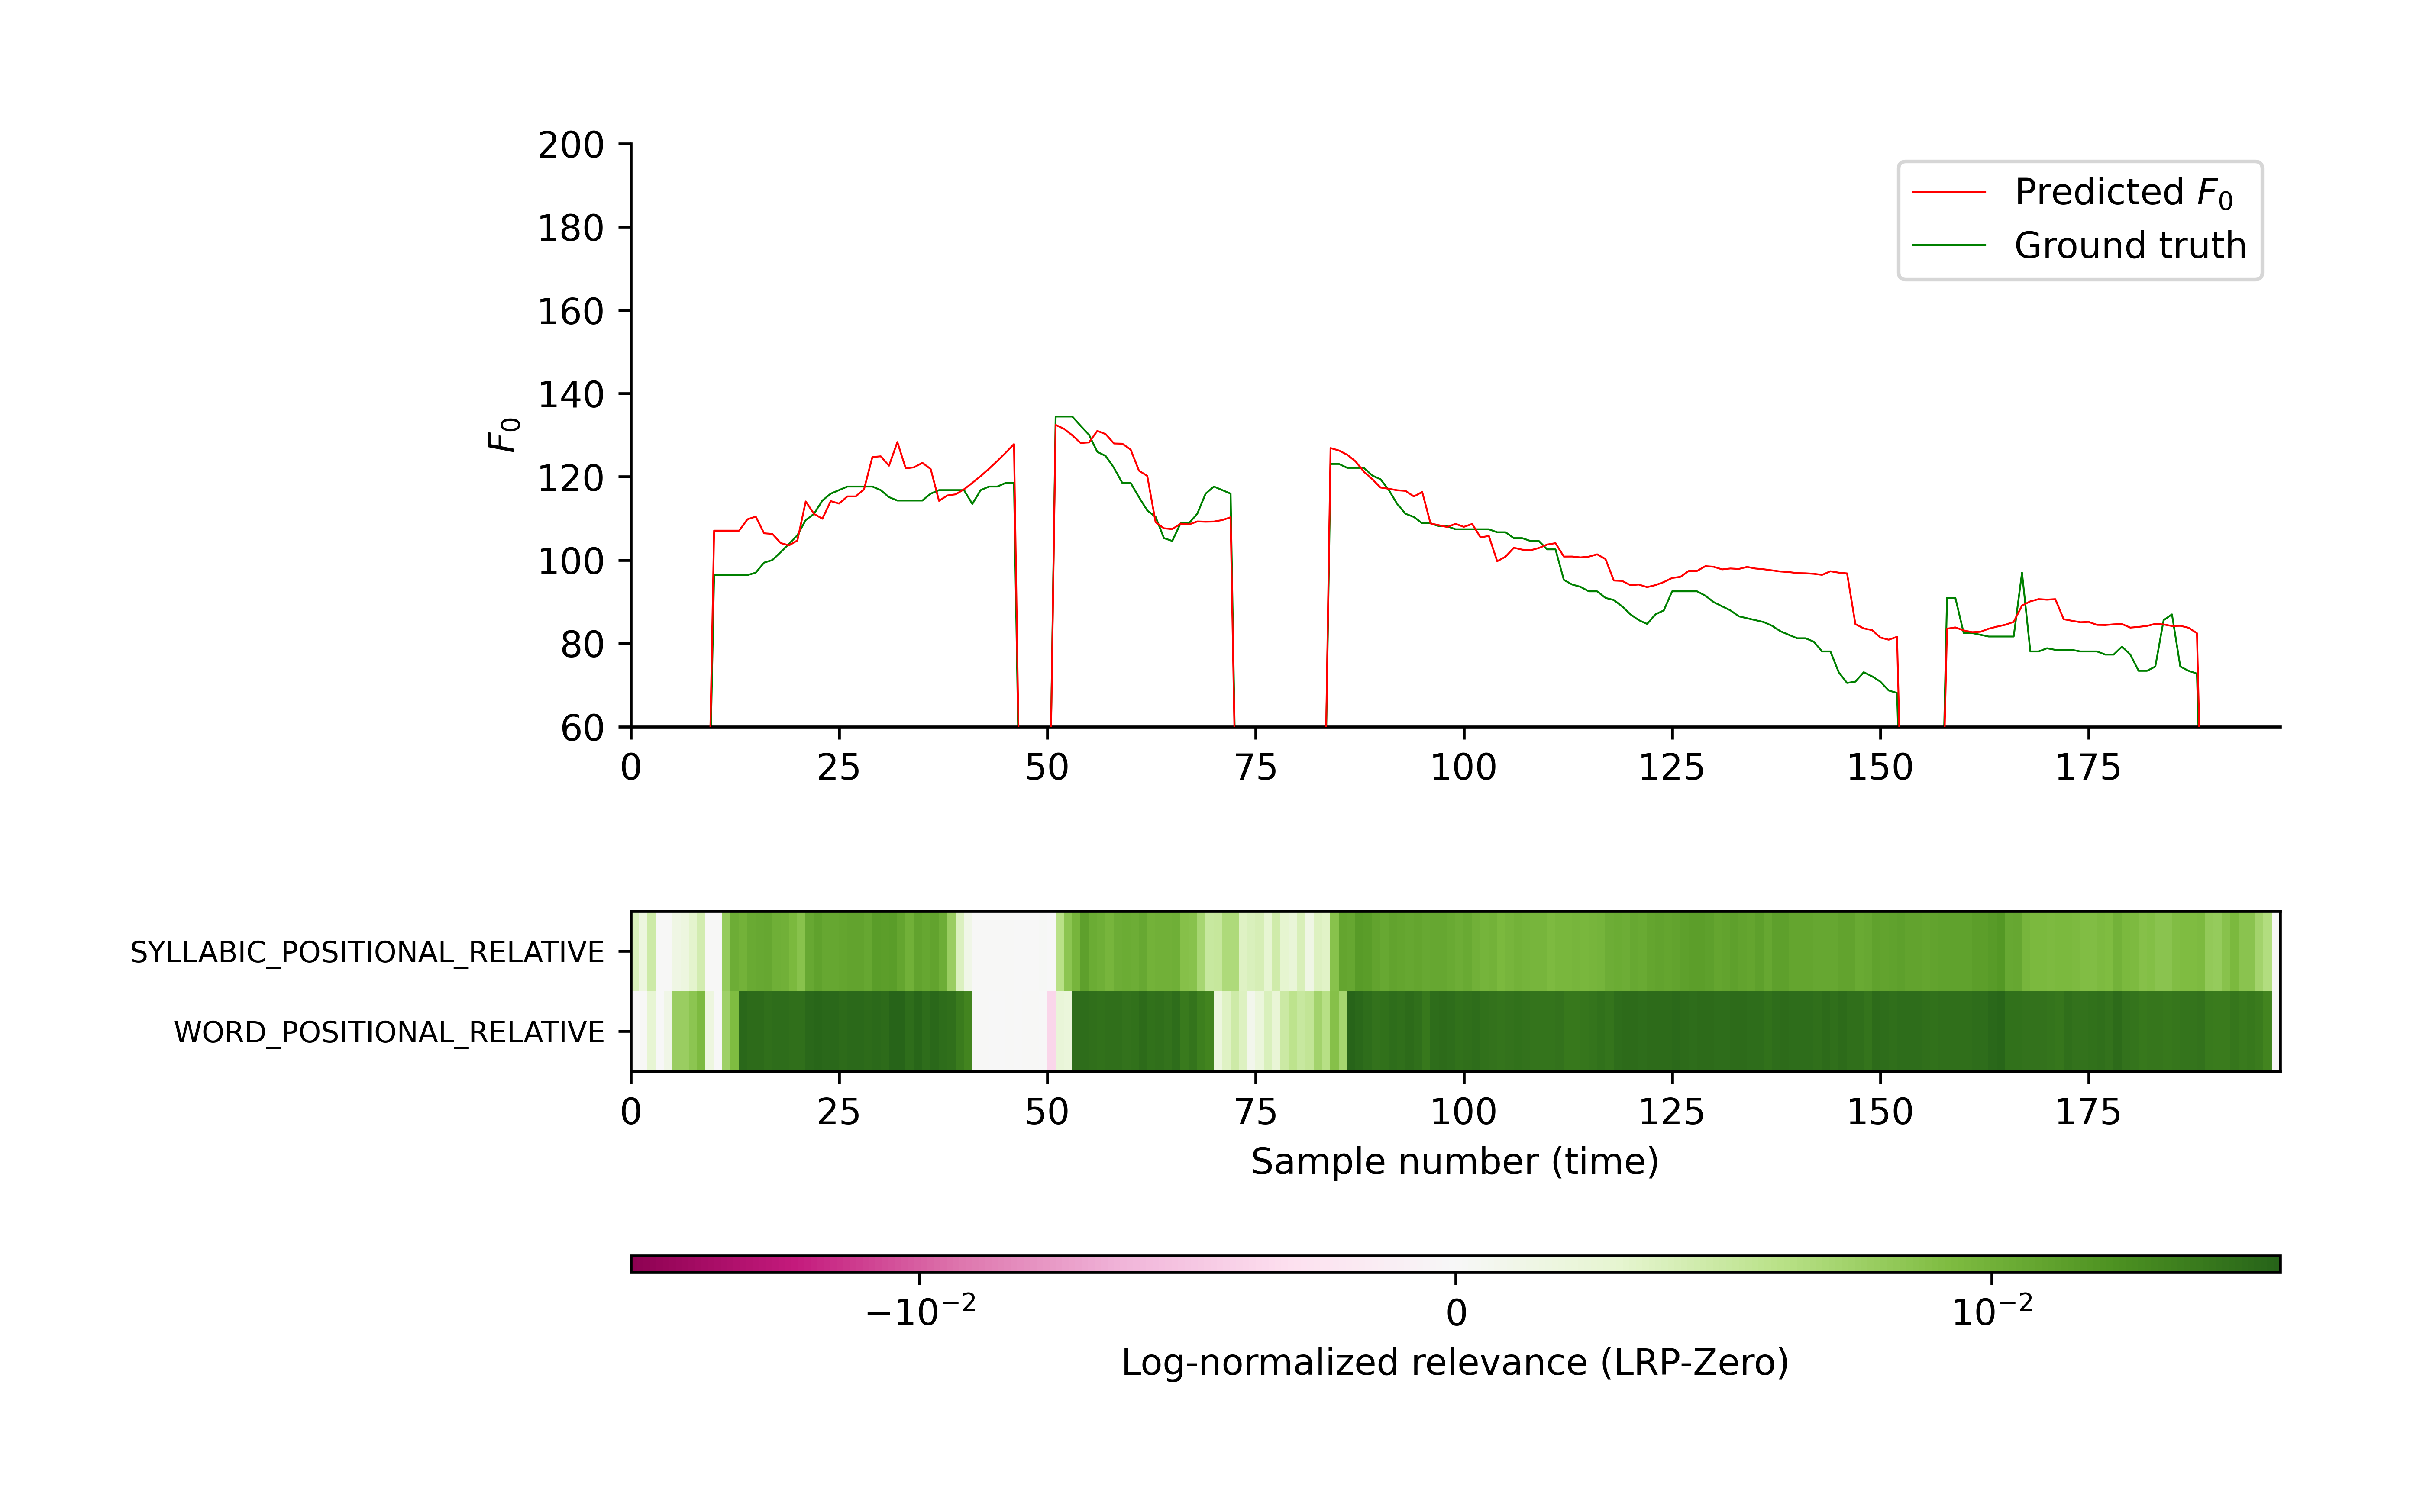 200
180
160
140
120
100
80
60
F₀
Predicted F₀
Ground truth
0 25 50 75 100 125 150 175
SYLLABIC_POSITIONAL_RELATIVE
WORD_POSITIONAL_RELATIVE
0 25 50 75 100 125 150 175
Sample number (time)
−10⁻² 0 10⁻²
Log-normalized relevance (LRP-Zero)